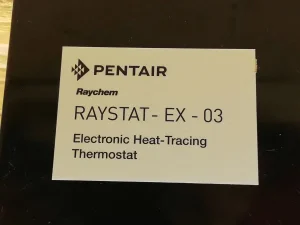 PENTAIR
Raychem
RAYSTAT - EX - 03
Electronic Heat-Tracing
Thermostat